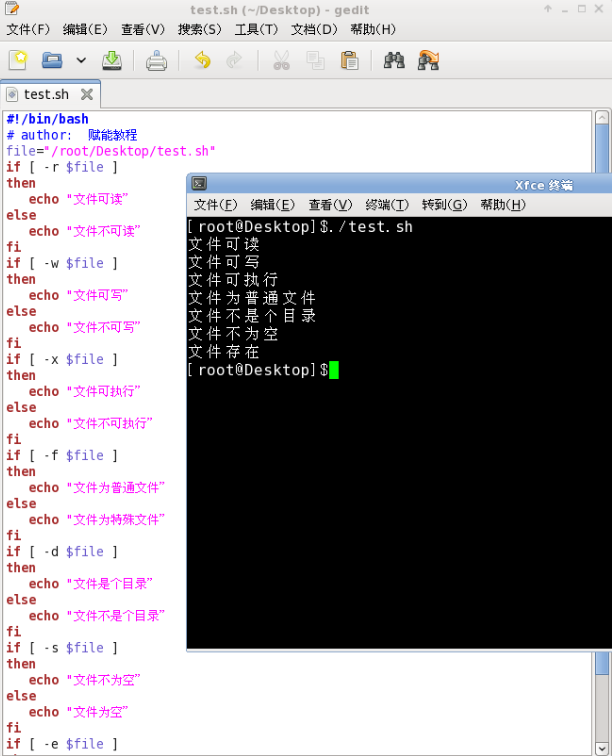 test.sh (~/Desktop) - gedit
文件(F) 编辑(E) 查看(V) 搜索(S) 工具(T) 文档(D) 帮助(H)
test.sh
#!/bin/bash
# author: 赋能教程
file="/root/Desktop/test.sh"
if [ -r $file ]
then
echo "文件可读"
else
echo "文件不可读"
fi
if [ -w $file ]
then
echo "文件可写"
else
echo "文件不可写"
fi
if [ -x $file ]
then
echo "文件可执行"
else
echo "文件不可执行"
fi
if [ -f $file ]
then
echo "文件为普通文件"
else
echo "文件为特殊文件"
fi
if [ -d $file ]
then
echo "文件是个目录"
else
echo "文件不是个目录"
fi
if [ -s $file ]
then
echo "文件不为空"
else
echo "文件为空"
fi
if [ -e $file ]
Xfce 终端
文件(F) 编辑(E) 查看(V) 终端(T) 转到(G) 帮助(H)
[root@Desktop]$./test.sh
文件可读
文件可写
文件可执行
文件为普通文件
文件不是个目录
文件不为空
文件存在
[root@Desktop]$